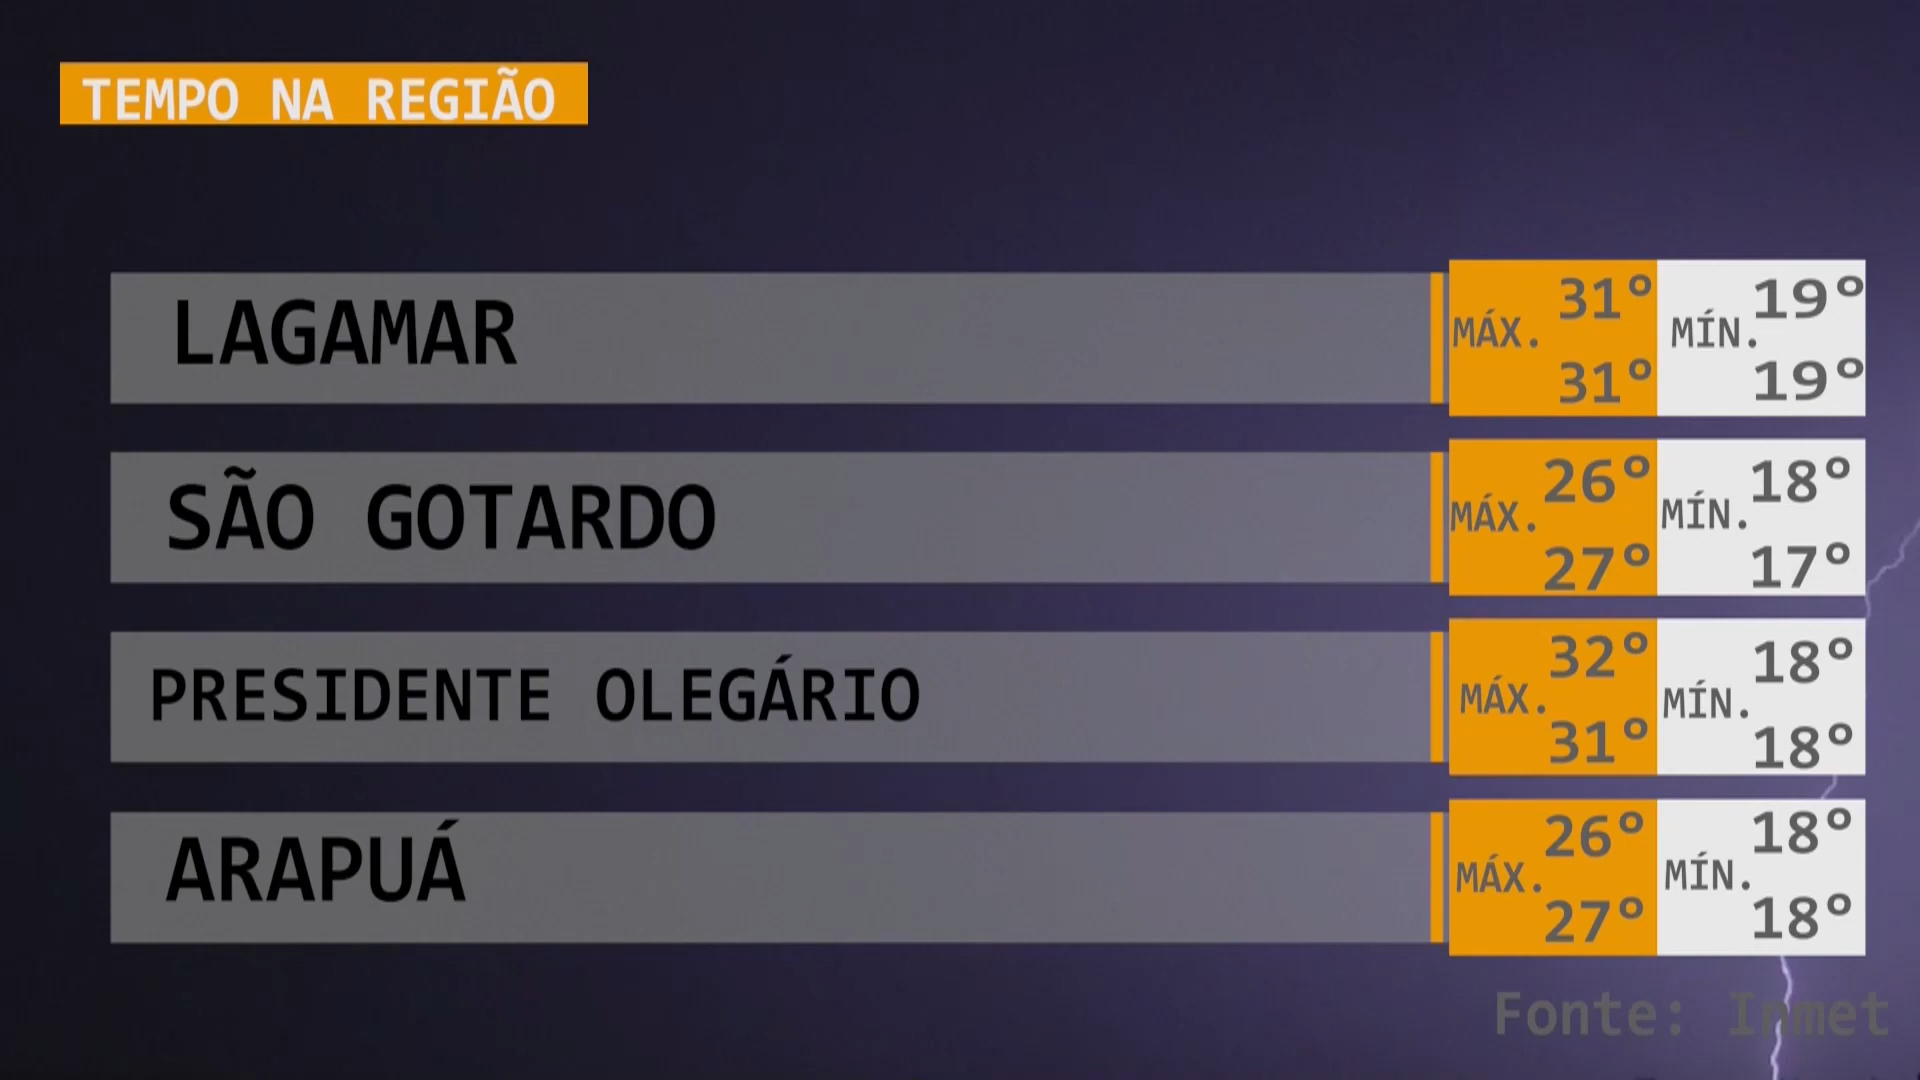 TEMPO NA REGIÃO
LAGAMAR
MÁX.
31°
31°
MÍN.
19°
19°
SÃO GOTARDO
MÁX.
26°
27°
MÍN.
18°
17°
PRESIDENTE OLEGÁRIO
MÁX.
32°
31°
MÍN.
18°
18°
ARAPUÁ
MÁX.
26°
27°
MÍN.
18°
18°
Fonte: Inmet